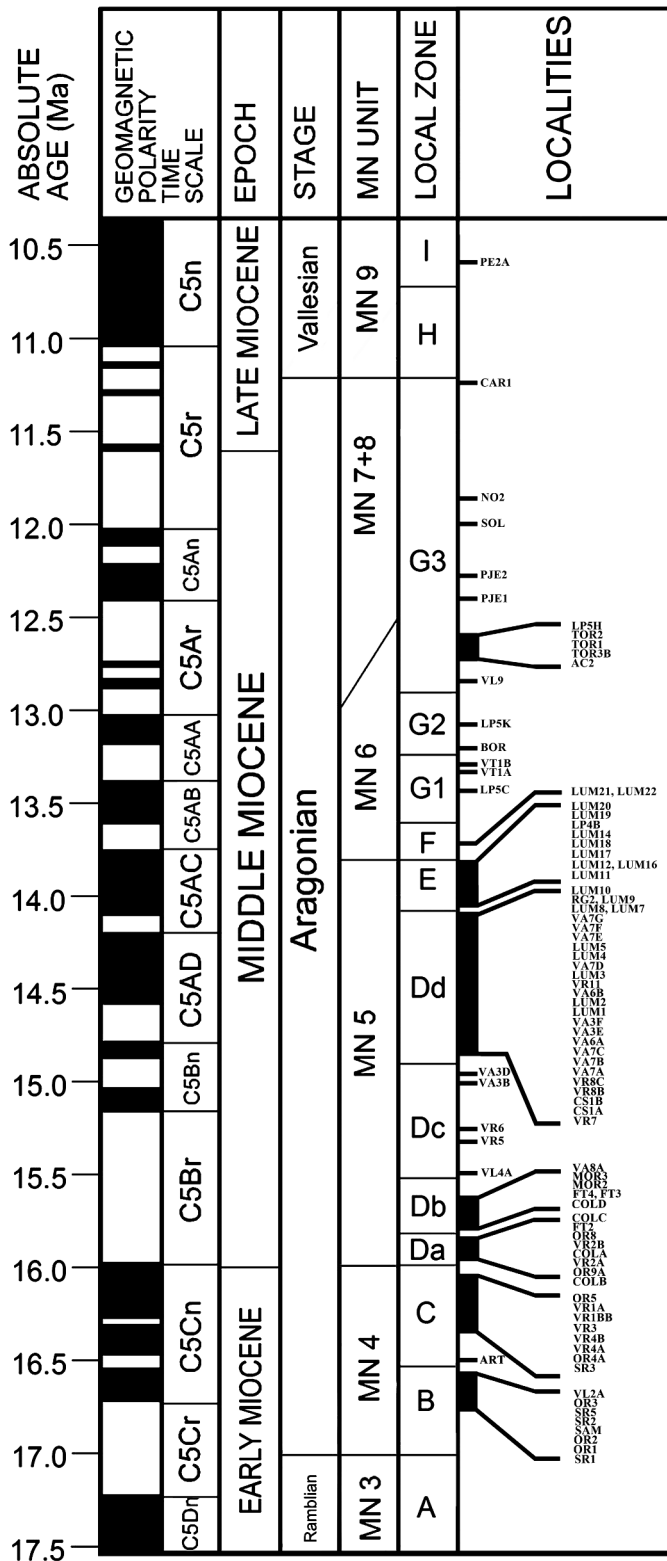 ABSOLUTE
AGE (Ma)
GEOMAGNETIC
POLARITY
TIME
SCALE
EPOCH
STAGE
MN UNIT
LOCAL ZONE
LOCALITIES
10.5
11.0
11.5
12.0
12.5
13.0
13.5
14.0
14.5
15.0
15.5
16.0
16.5
17.0
17.5
C5n
C5r
C5An
C5Ar
C5AA
C5AB
C5AC
C5AD
C5Bn
C5Br
C5Cn
C5Cr
C5Dn
LATE MIOCENE
MIDDLE MIOCENE
EARLY MIOCENE
Vallesian
Aragonian
Ramblian
MN 9
MN 7+8
MN 6
MN 5
MN 4
MN 3
I
H
G3
G2
G1
F
E
Dd
Dc
Db
Da
C
B
A
PE2A
CAR1
NO2
SOL
PJE2
PJE1
LP5H
TOR2
TOR1
TOR3B
AC2
VL9
LP5K
BOR
VT1B
VT1A
LP5C
LUM21, LUM22
LUM20
LUM19
LP4B
LUM14
LUM18
LUM17
LUM12, LUM16
LUM11
LUM10
RG2, LUM9
LUM8, LUM7
VA7G
VA7F
VA7E
LUM5
LUM4
VA7D
LUM3
VR11
VA6B
LUM2
LUM1
VA3F
VA3E
VA6A
VA7C
VA7B
VA7A
VR8C
VR8B
CS1B
CS1A
VR7
VA3D
VA3B
VR6
VR5
VL4A
VA8A
MOR3
MOR2
FT4, FT3
COLD
COLC
FT2
OR8
VR2B
COLA
VR2A
OR9A
COLB
OR5
VR1A
VR1BB
VR3
VR4B
VR4A
OR4A
SR3
ART
VL2A
OR3
SR5
SR2
SAM
OR2
OR1
SR1